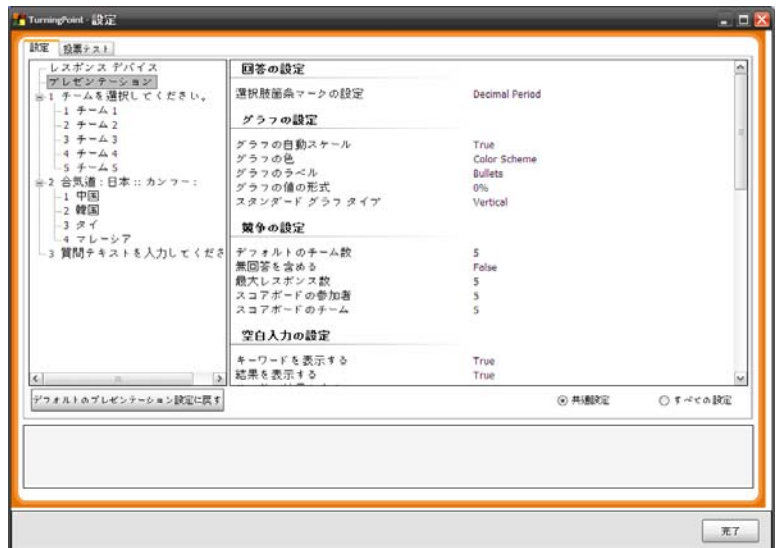 TurningPoint - 設定
設定
投票テスト
レスポンス デバイス
プレゼンテーション
1 チームを選択してください。
1 チーム 1
2 チーム 2
3 チーム 3
4 チーム 4
5 チーム 5
2 合気道：日本 :: カンフー：
1 中国
2 韓国
3 タイ
4 マレーシア
3 質問テキストを入力してくださ
デフォルトのプレゼンテーション設定に戻す
回答の設定
選択肢箇条マークの設定 Decimal Period
グラフの設定
グラフの自動スケール True
グラフの色 Color Scheme
グラフのラベル Bullets
グラフの値の形式 0%
スタンダード グラフ タイプ Vertical
競争の設定
デフォルトのチーム数 5
無回答を含める False
最大レスポンス数 5
スコアボードの参加者 5
スコアボードのチーム 5
空白入力の設定
キーワードを表示する True
結果を表示する True
共通設定
すべての設定
完了